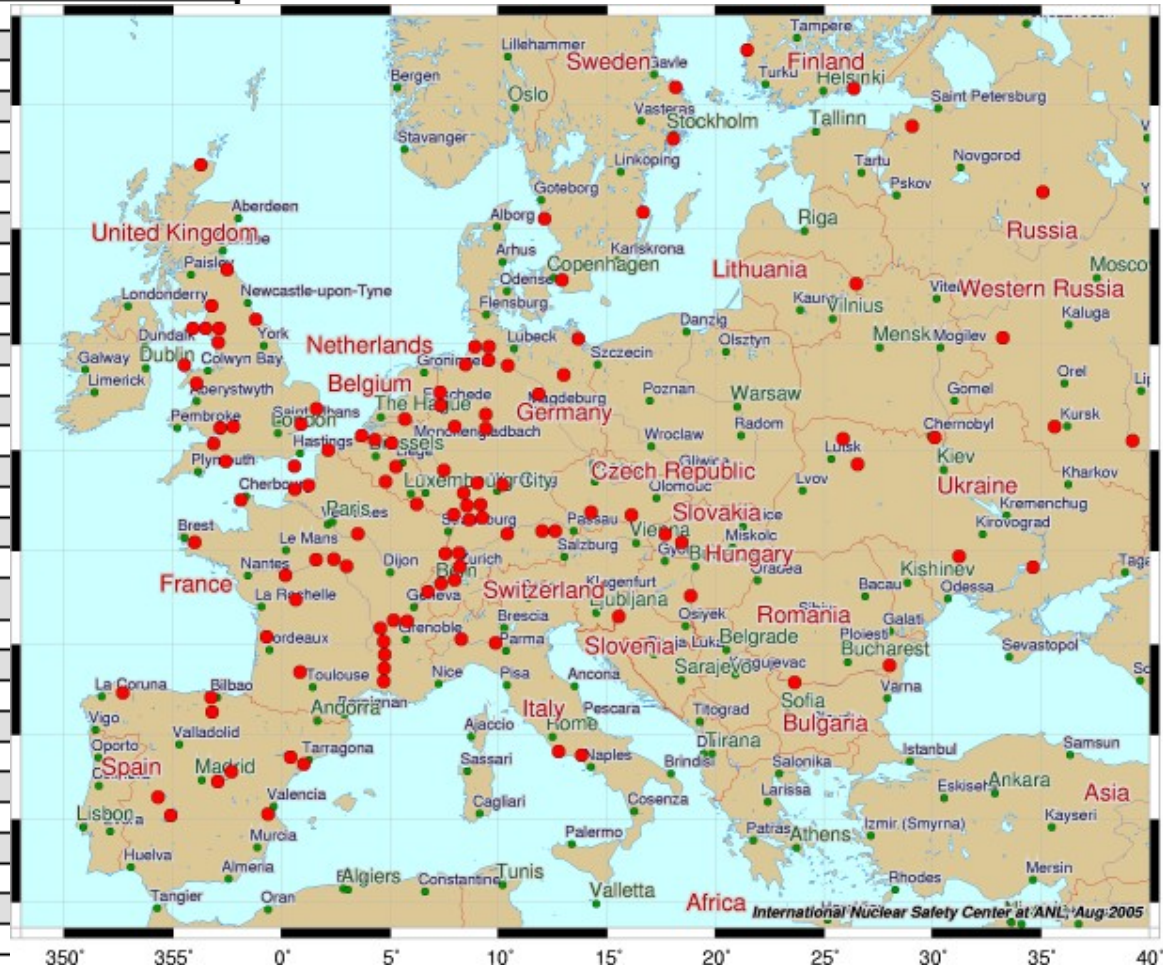 Tampere
Lillehammer
Sweden
Gavle
Finland
Bergen
Turku
Helsinki
Oslo
Vasteras
Saint Petersburg
Stockholm
Tallinn
Stavanger
Linkoping
Tartu
Novgorod
Pskov
Goteborg
Aberdeen
Alborg
Riga
United Kingdom
Russia
Arhus
Karlskrona
Paisley
Copenhagen
Lithuania
Moscow
Odense
Londonderry
Newcastle-upon-Tyne
Flensburg
Vilnius
Western Russia
Kaluga
Dundalk
York
Netherlands
Lubeck
Danzig
Mensk
Mogilev
Galway
Dublin
Colwyn Bay
Szczecin
Olsztyn
Limerick
Aberystwyth
Belgium
Poznan
Warsaw
Gomel
Orel
Pembroke
London
The Hague
Magdeburg
Germany
Radom
Chernobyl
Kursk
Hastings
Monchengladbach
Wroclaw
Lutsk
Kiev
Plymouth
Czech Republic
Gliwice
Kharkov
Cherbourg
Olomouc
Lvov
Ukraine
Paris
Slovakia
Kremenchug
Brest
Passau
Vienna
Kirovograd
Le Mans
Miskolc
Nantes
Dijon
Zurich
Salzburg
Hungary
Kishinev
France
Bern
Switzerland
Klagenfurt
Oradea
Bacau
Odessa
La Rochelle
Geneva
Ljubljana
Romania
Grenoble
Brescia
Osiyek
Galati
Bordeaux
Parma
Slovenia
Belgrade
Ploiesti
Bucharest
Sevastopol
Toulouse
Nice
Pisa
Sarajevo
La Coruna
Bilbao
Ancona
Sofia
Varna
Vigo
Andorra
Italy
Pescara
Titograd
Bulgaria
Valladolid
Ajaccio
Rome
Oporto
Tarragona
Tirana
Istanbul
Samsun
Spain
Madrid
Sassari
Naples
Brindisi
Salonika
Ankara
Asia
Valencia
Larissa
Lisbon
Cagliari
Cosenza
Kayseri
Murcia
Palermo
Patras
Athens
Izmir (Smyrna)
Huelva
Almeria
Constantine
Tunis
Mersin
Tangier
Oran
Algiers
Valletta
Rhodes
Africa
International Nuclear Safety Center at ANL, Aug 2005
350° 355° 0° 5° 10° 15° 20° 25° 30° 35° 40°